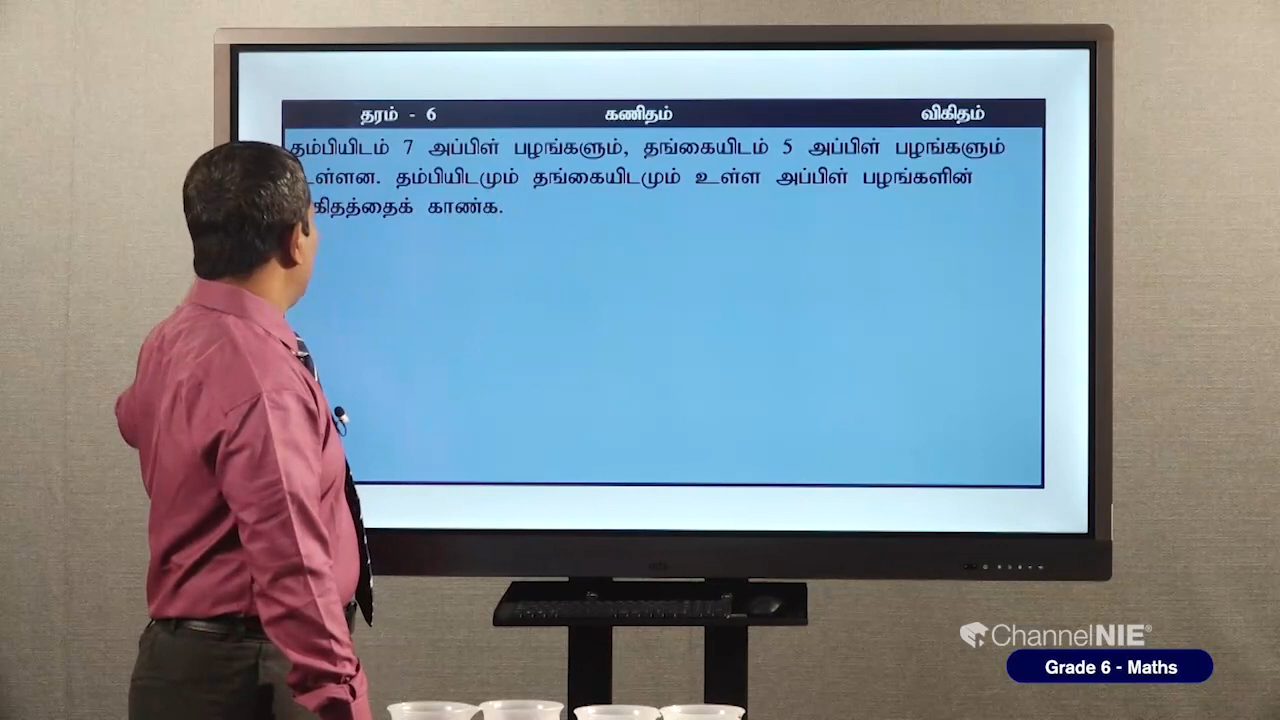 தரம் - 6 கணிதம் விகிதம்
தம்பியிடம் 7 அப்பிள் பழங்களும், தங்கையிடம் 5 அப்பிள் பழங்களும்
உள்ளன. தம்பியிடமும் தங்கையிடமும் உள்ள அப்பிள் பழங்களின்
காண்க.
ChannelNIE®
Grade 6 - Maths